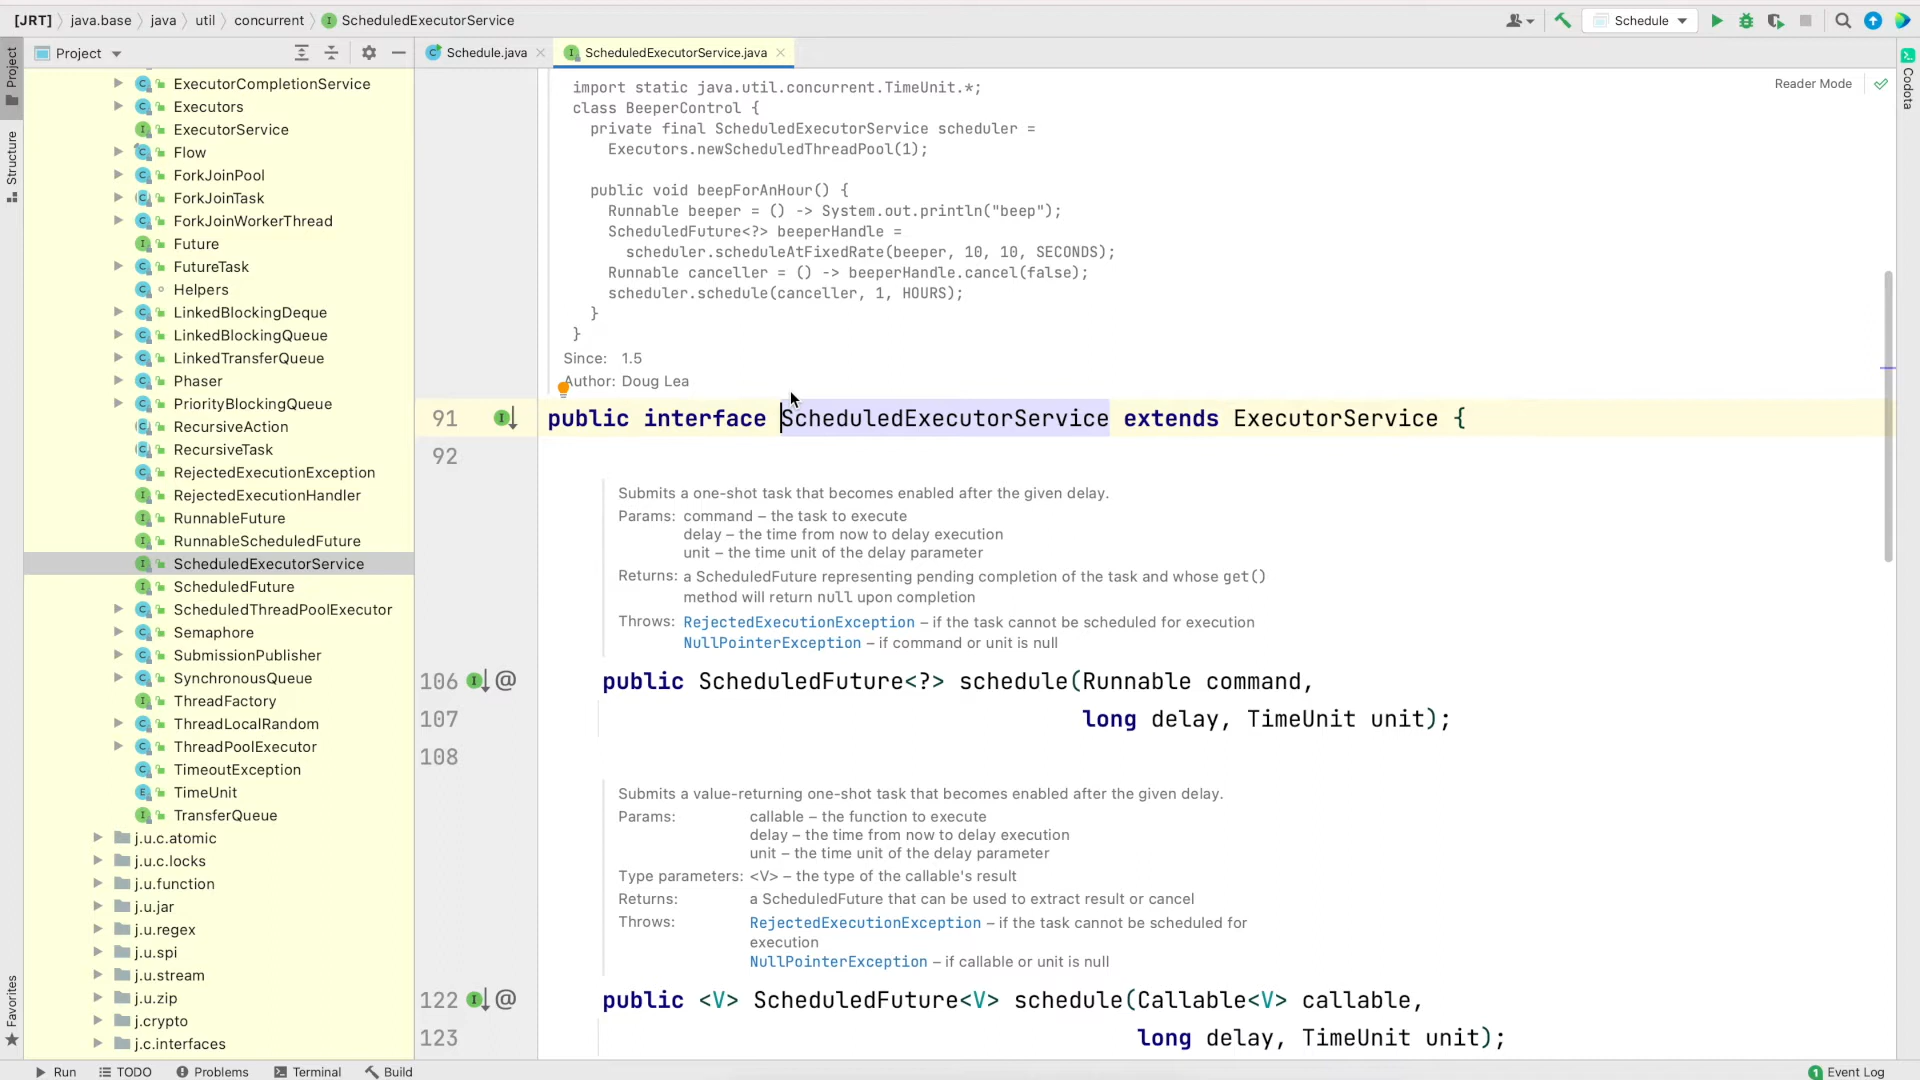 [JRT] java.base java util concurrent I ScheduledExecutorService
Schedule
Project
Schedule.java
ScheduledExecutorService.java
Project
Structure
Favorites
Codota
Reader Mode
ExecutorCompletionService
Executors
ExecutorService
Flow
ForkJoinPool
ForkJoinTask
ForkJoinWorkerThread
Future
FutureTask
Helpers
LinkedBlockingDeque
LinkedBlockingQueue
LinkedTransferQueue
Phaser
PriorityBlockingQueue
RecursiveAction
RecursiveTask
RejectedExecutionException
RejectedExecutionHandler
RunnableFuture
RunnableScheduledFuture
ScheduledExecutorService
ScheduledFuture
ScheduledThreadPoolExecutor
Semaphore
SubmissionPublisher
SynchronousQueue
ThreadFactory
ThreadLocalRandom
ThreadPoolExecutor
TimeoutException
TimeUnit
TransferQueue
j.u.c.atomic
j.u.c.locks
j.u.function
j.u.jar
j.u.regex
j.u.spi
j.u.stream
j.u.zip
j.crypto
j.c.interfaces
import static java.util.concurrent.TimeUnit.*;
class BeeperControl {
private final ScheduledExecutorService scheduler =
Executors.newScheduledThreadPool(1);
public void beepForAnHour() {
Runnable beeper = () -> System.out.println("beep");
ScheduledFuture<?> beeperHandle =
scheduler.scheduleAtFixedRate(beeper, 10, 10, SECONDS);
Runnable canceller = () -> beeperHandle.cancel(false);
scheduler.schedule(canceller, 1, HOURS);
}
}
Since: 1.5
Author: Doug Lea
91 public interface ScheduledExecutorService extends ExecutorService {
92
Submits a one-shot task that becomes enabled after the given delay.
Params: command – the task to execute
delay – the time from now to delay execution
unit – the time unit of the delay parameter
Returns: a ScheduledFuture representing pending completion of the task and whose get()
method will return null upon completion
Throws: RejectedExecutionException – if the task cannot be scheduled for execution
NullPointerException – if command or unit is null
106 @ public ScheduledFuture<?> schedule(Runnable command,
107 long delay, TimeUnit unit);
108
Submits a value-returning one-shot task that becomes enabled after the given delay.
Params: callable – the function to execute
delay – the time from now to delay execution
unit – the time unit of the delay parameter
Type parameters: <V> – the type of the callable's result
Returns: a ScheduledFuture that can be used to extract result or cancel
Throws: RejectedExecutionException – if the task cannot be scheduled for
execution
NullPointerException – if callable or unit is null
122 @ public <V> ScheduledFuture<V> schedule(Callable<V> callable,
123 long delay, TimeUnit unit);
Run TODO Problems Terminal Build 1 Event Log